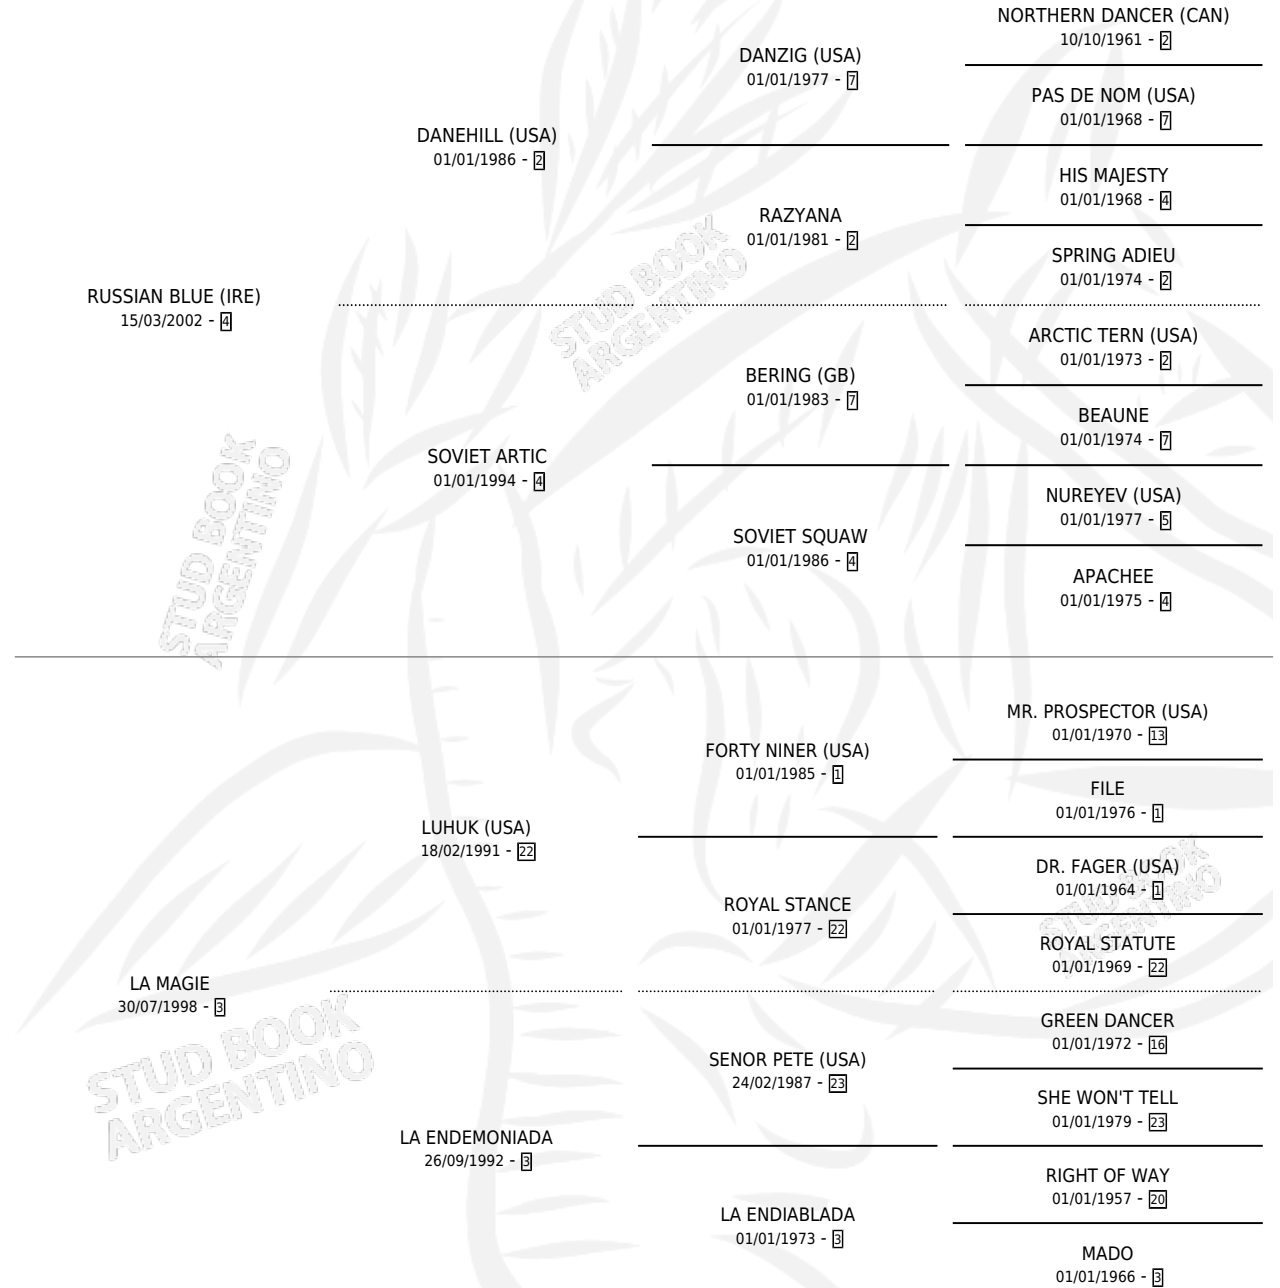 NORTHERN DANCER (CAN)
10/10/1961 - 2
DANZIG (USA)
01/01/1977 - 7
PAS DE NOM (USA)
01/01/1968 - 7
DANEHILL (USA)
01/01/1986 - 2
HIS MAJESTY
01/01/1968 - 4
RAZYANA
01/01/1981 - 2
SPRING ADIEU
01/01/1974 - 2
RUSSIAN BLUE (IRE)
15/03/2002 - 4
STUD BOOK
ARGENTINO
ARCTIC TERN (USA)
01/01/1973 - 2
BERING (GB)
01/01/1983 - 7
BEAUNE
01/01/1974 - 7
SOVIET ARTIC
01/01/1994 - 4
NUREYEV (USA)
01/01/1977 - 5
SOVIET SQUAW
01/01/1986 - 4
APACHEE
01/01/1975 - 4
STUD BOOK
ARGENTINO
MR. PROSPECTOR (USA)
01/01/1970 - 13
FORTY NINER (USA)
01/01/1985 - 1
FILE
01/01/1976 - 1
LUHUK (USA)
18/02/1991 - 22
DR. FAGER (USA)
01/01/1964 - 1
STUD BOOK
ARGENTINO
ROYAL STANCE
01/01/1977 - 22
ROYAL STATUTE
01/01/1969 - 22
LA MAGIE
30/07/1998 - 3
GREEN DANCER
01/01/1972 - 16
STUD BOOK
ARGENTINO
SENOR PETE (USA)
24/02/1987 - 23
SHE WON'T TELL
01/01/1979 - 23
LA ENDEMONIADA
26/09/1992 - 3
RIGHT OF WAY
01/01/1957 - 20
LA ENDIABLADA
01/01/1973 - 3
MADO
01/01/1966 - 3